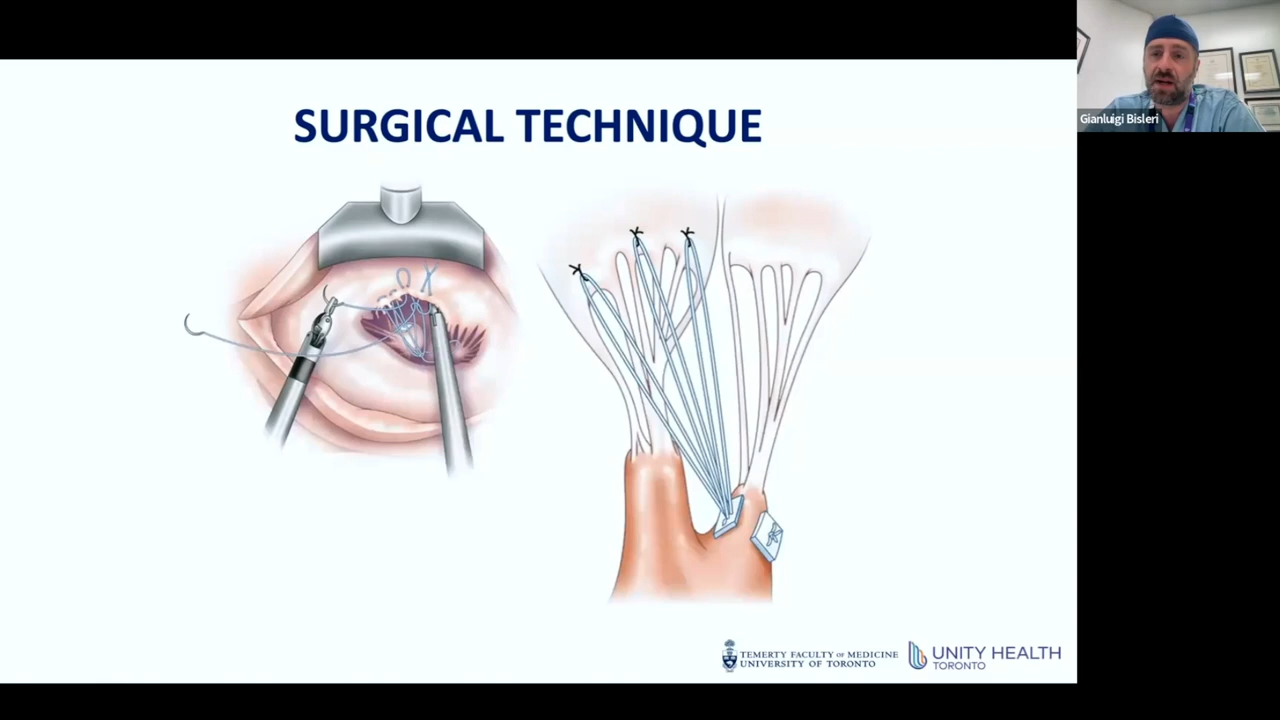 SURGICAL TECHNIQUE
Gianluigi Bisleri
TEMERTY FACULTY OF MEDICINE
UNIVERSITY OF TORONTO
UNITY HEALTH
TORONTO